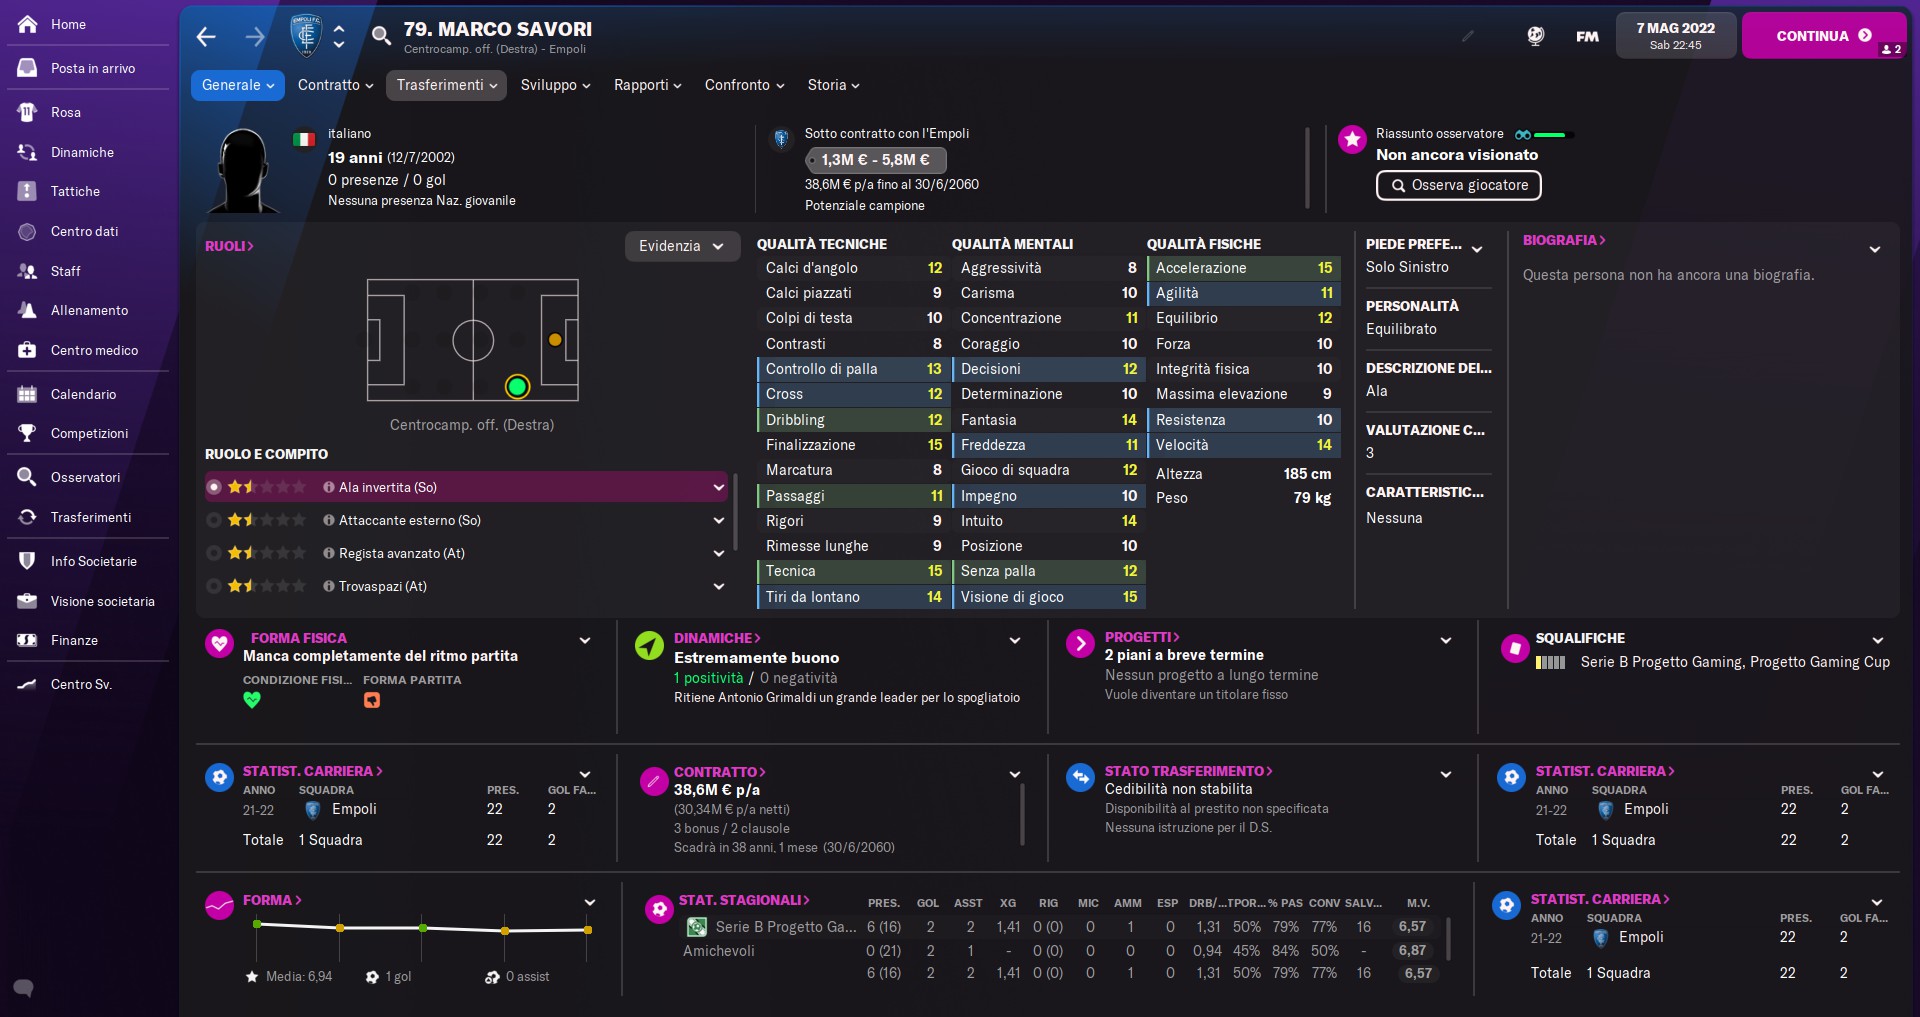 Home
Posta in arrivo
Rosa
Dinamiche
Tattiche
Centro dati
Staff
Allenamento
Centro medico
Calendario
Competizioni
Osservatori
Trasferimenti
Info Societarie
Visione societaria
Finanze
Centro Sv.
79. MARCO SAVORI
Centrocamp. off. (Destra) - Empoli
FM
7 MAG 2022
Sab 22:45
CONTINUA
2
Generale
Contratto
Trasferimenti
Sviluppo
Rapporti
Confronto
Storia
italiano
19 anni (12/7/2002)
0 presenze / 0 gol
Nessuna presenza Naz. giovanile
Sotto contratto con l'Empoli
1,3M € - 5,8M €
38,6M € p/a fino al 30/6/2060
Potenziale campione
Riassunto osservatore
Non ancora visionato
Osserva giocatore
RUOLI
Evidenzia
Centrocamp. off. (Destra)
RUOLO E COMPITO
Ala invertita (So)
Attaccante esterno (So)
Regista avanzato (At)
Trovaspazi (At)
QUALITÀ TECNICHE
Calci d'angolo 12
Calci piazzati 9
Colpi di testa 10
Contrasti 8
Controllo di palla 13
Cross 12
Dribbling 12
Finalizzazione 15
Marcatura 8
Passaggi 11
Rigori 9
Rimesse lunghe 9
Tecnica 15
Tiri da lontano 14
QUALITÀ MENTALI
Aggressività 8
Carisma 10
Concentrazione 11
Coraggio 10
Decisioni 12
Determinazione 10
Fantasia 14
Freddezza 11
Gioco di squadra 12
Impegno 10
Intuito 14
Posizione 10
Senza palla 12
Visione di gioco 15
QUALITÀ FISICHE
Accelerazione 15
Agilità 11
Equilibrio 12
Forza 10
Integrità fisica 10
Massima elevazione 9
Resistenza 10
Velocità 14
Altezza 185 cm
Peso 79 kg
PIEDE PREFE...
Solo Sinistro
PERSONALITÀ
Equilibrato
DESCRIZIONE DEI...
Ala
VALUTAZIONE C...
3
CARATTERISTIC...
Nessuna
BIOGRAFIA
Questa persona non ha ancora una biografia.
FORMA FISICA
Manca completamente del ritmo partita
CONDIZIONE FISI... FORMA PARTITA
DINAMICHE
Estremamente buono
1 positività / 0 negatività
Ritiene Antonio Grimaldi un grande leader per lo spogliatoio
PROGETTI
2 piani a breve termine
Nessun progetto a lungo termine
Vuole diventare un titolare fisso
SQUALIFICHE
Serie B Progetto Gaming, Progetto Gaming Cup
STATIST. CARRIERA
ANNO SQUADRA PRES. GOL FA...
21-22 Empoli 22 2
Totale 1 Squadra 22 2
CONTRATTO
38,6M € p/a
(30,34M € p/a netti)
3 bonus / 2 clausole
Scadrà in 38 anni, 1 mese (30/6/2060)
STATO TRASFERIMENTO
Cedibilità non stabilita
Disponibilità al prestito non specificata
Nessuna istruzione per il D.S.
STATIST. CARRIERA
ANNO SQUADRA PRES. GOL FA...
21-22 Empoli 22 2
Totale 1 Squadra 22 2
FORMA
Media: 6,94 1 gol 0 assist
STAT. STAGIONALI PRES. GOL ASST XG RIG MIC AMM ESP DRB/... TPOR... % PAS CONV SALV... M.V.
Serie B Progetto Ga... 6 (16) 2 2 1,41 0 (0) 0 1 0 1,31 50% 79% 77% 16 6,57
Amichevoli 0 (21) 2 1 - 0 (0) 0 0 0 0,94 45% 84% 50% - 6,87
6 (16) 2 2 1,41 0 (0) 0 1 0 1,31 50% 79% 77% 16 6,57
STATIST. CARRIERA
ANNO SQUADRA PRES. GOL FA...
21-22 Empoli 22 2
Totale 1 Squadra 22 2